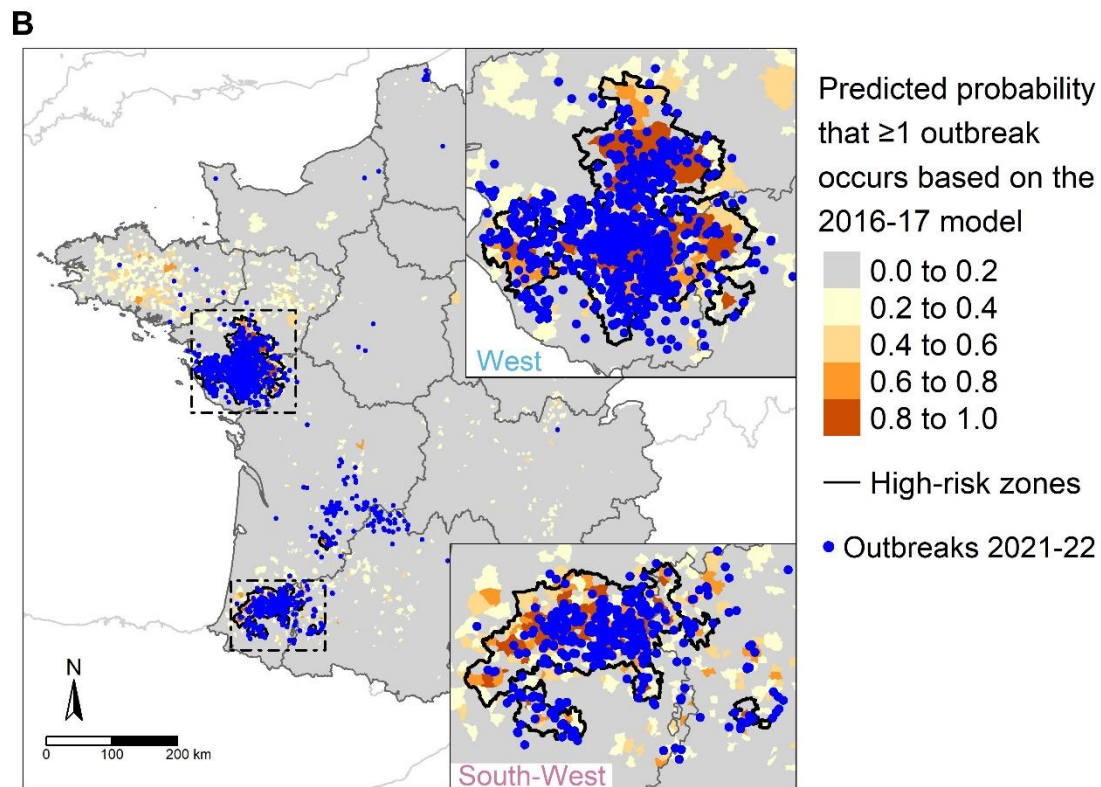 B
West
South-West
N
0 100 200 km
Predicted probability
that ≥1 outbreak
occurs based on the
2016-17 model
0.0 to 0.2
0.2 to 0.4
0.4 to 0.6
0.6 to 0.8
0.8 to 1.0
High-risk zones
Outbreaks 2021-22